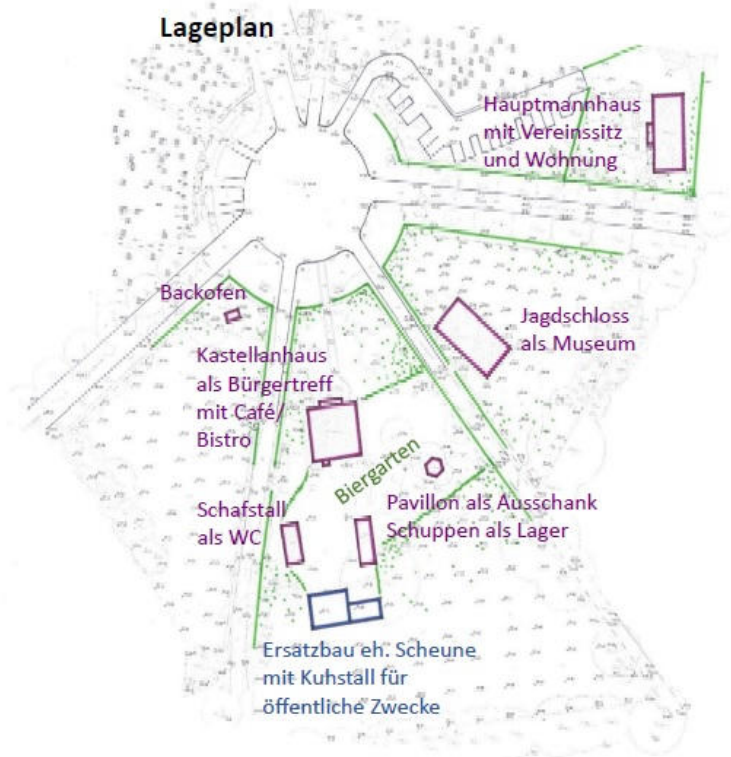 Lageplan
Hauptmannhaus
mit Vereinssitz
und Wohnung
Backofen
Jagdschloss
als Museum
Kastellanhaus
als Bürgertreff
mit Café/
Bistro
Biergarten
Schafstall
als WC
Pavillon als Ausschank
Schuppen als Lager
Ersatzbau eh. Scheune
mit Kuhstall für
öffentliche Zwecke